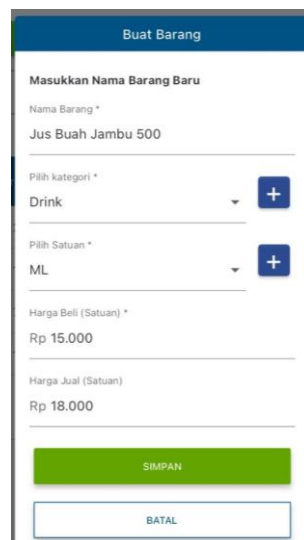 Buat Barang
Masukkan Nama Barang Baru
Nama Barang *
Jus Buah Jambu 500
Pilih kategori *
Drink
+
Pilih Satuan *
ML
+
Harga Beli (Satuan) *
Rp 15.000
Harga Jual (Satuan)
Rp 18.000
SIMPAN
BATAL